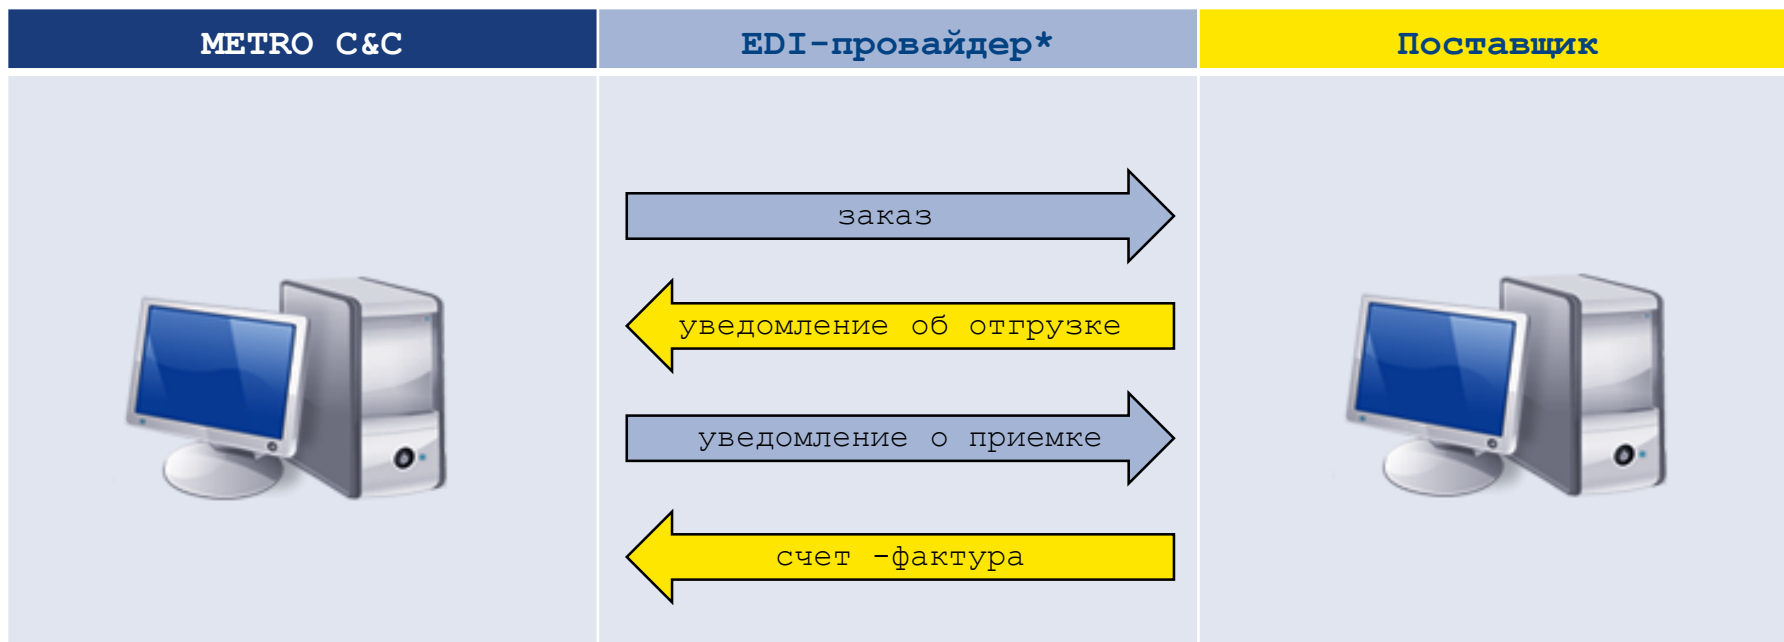 METRO C&C
EDI-провайдер*
Поставщик
заказ
уведомление об отгрузке
уведомление о приемке
счет -фактура